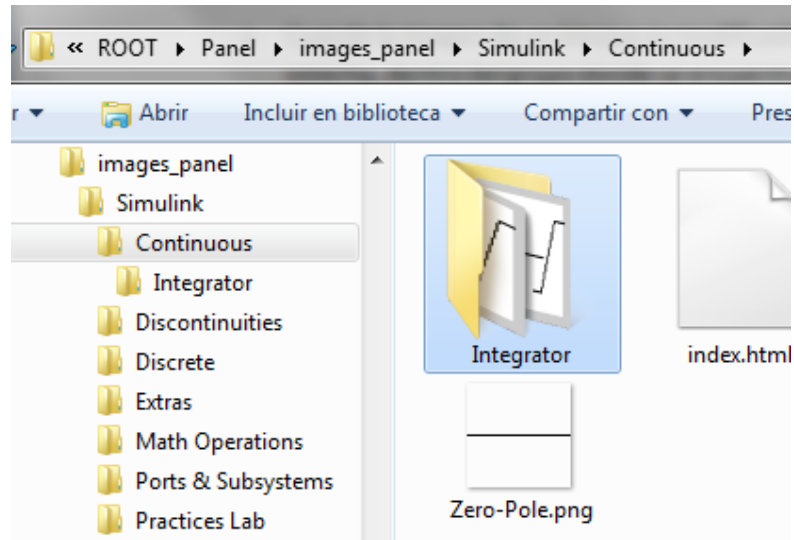 « ROOT ▸ Panel ▸ images_panel ▸ Simulink ▸ Continuous ▸
r Abrir Incluir en biblioteca Compartir con Pres
images_panel
Simulink
Continuous
Integrator
Discontinuities
Discrete
Extras
Math Operations
Ports & Subsystems
Practices Lab
Integrator
index.html
Zero-Pole.png